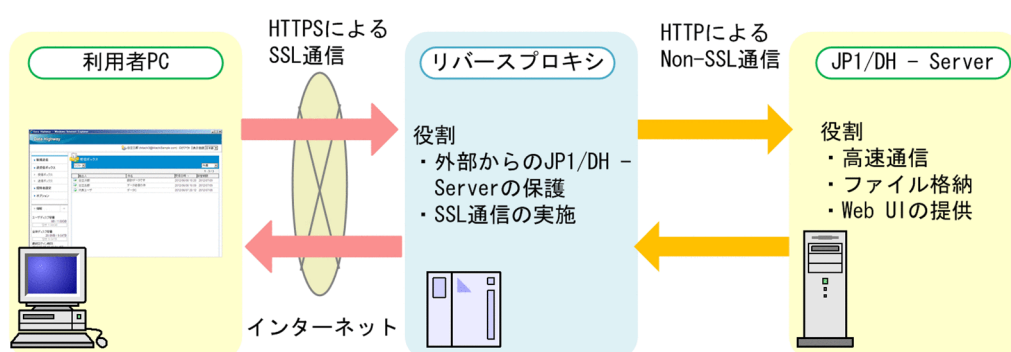 HTTPSによる
SSL通信
HTTPによる
Non-SSL通信
利用者PC
リバースプロキシ
JP1/DH - Server
役割
・外部からのJP1/DH -
Serverの保護
・SSL通信の実施
役割
・高速通信
・ファイル格納
・Web UIの提供
インターネット